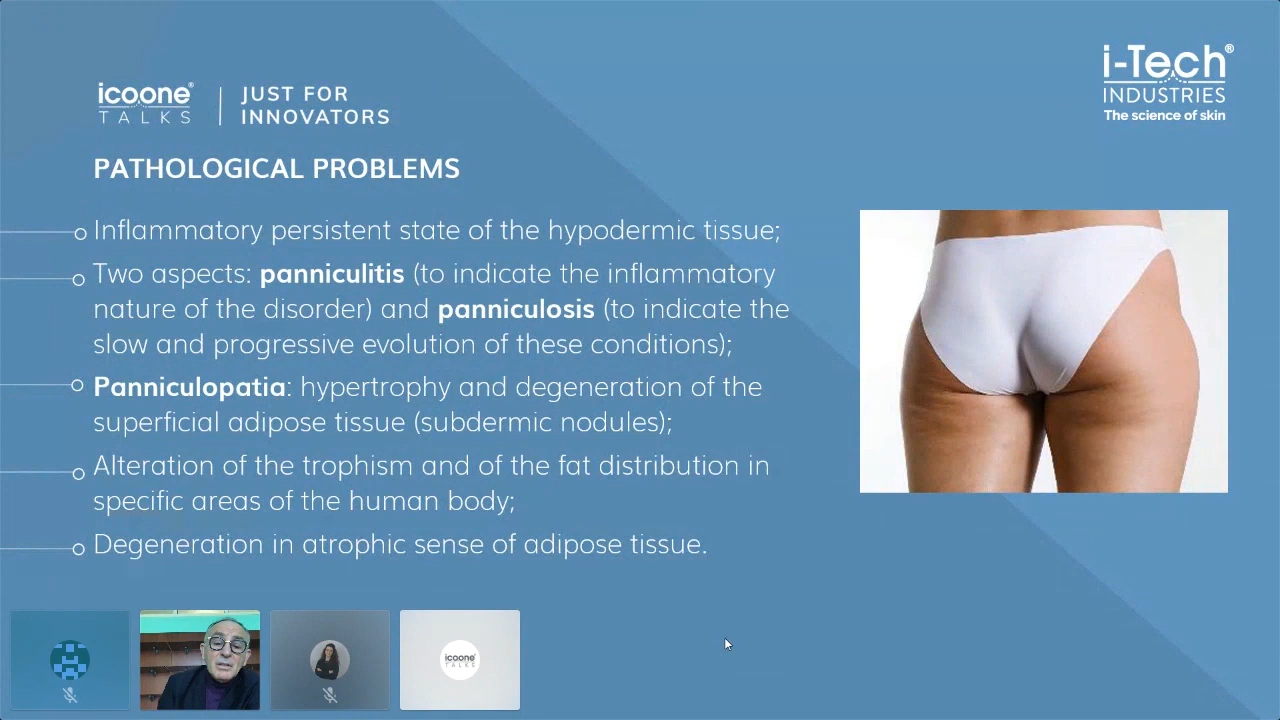 icoone®
TALKS
JUST FOR
INNOVATORS
i-Tech®
INDUSTRIES
The science of skin
PATHOLOGICAL PROBLEMS
Inflammatory persistent state of the hypodermic tissue;
Two aspects: panniculitis (to indicate the inflammatory
nature of the disorder) and panniculosis (to indicate the
slow and progressive evolution of these conditions);
Panniculopatia: hypertrophy and degeneration of the
superficial adipose tissue (subdermic nodules);
Alteration of the trophism and of the fat distribution in
specific areas of the human body;
Degeneration in atrophic sense of adipose tissue.
icoone
TALKS